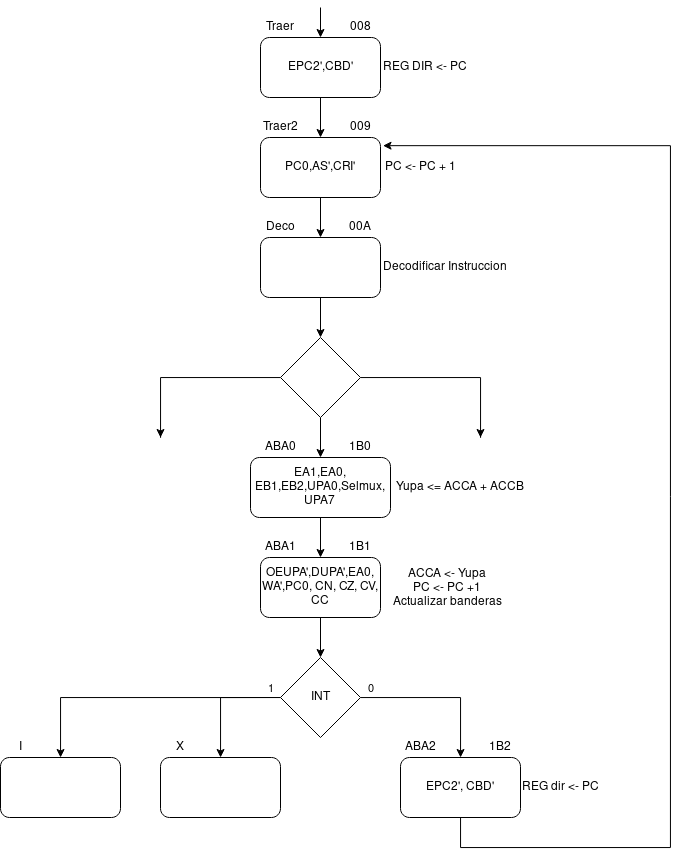 Traer 008
EPC2',CBD'
REG DIR <- PC
Traer2 009
PC0,AS',CRI'
PC <- PC + 1
Deco 00A
Decodificar Instruccion
ABA0 1B0
EA1,EA0,
EB1,EB2,UPA0,Selmux,
UPA7
Yupa <= ACCA + ACCB
ABA1 1B1
OEUPA',DUPA',EA0,
WA',PC0, CN, CZ, CV,
CC
ACCA <- Yupa
PC <- PC +1
Actualizar banderas
1 INT 0
I
X
ABA2 1B2
EPC2', CBD'
REG dir <- PC